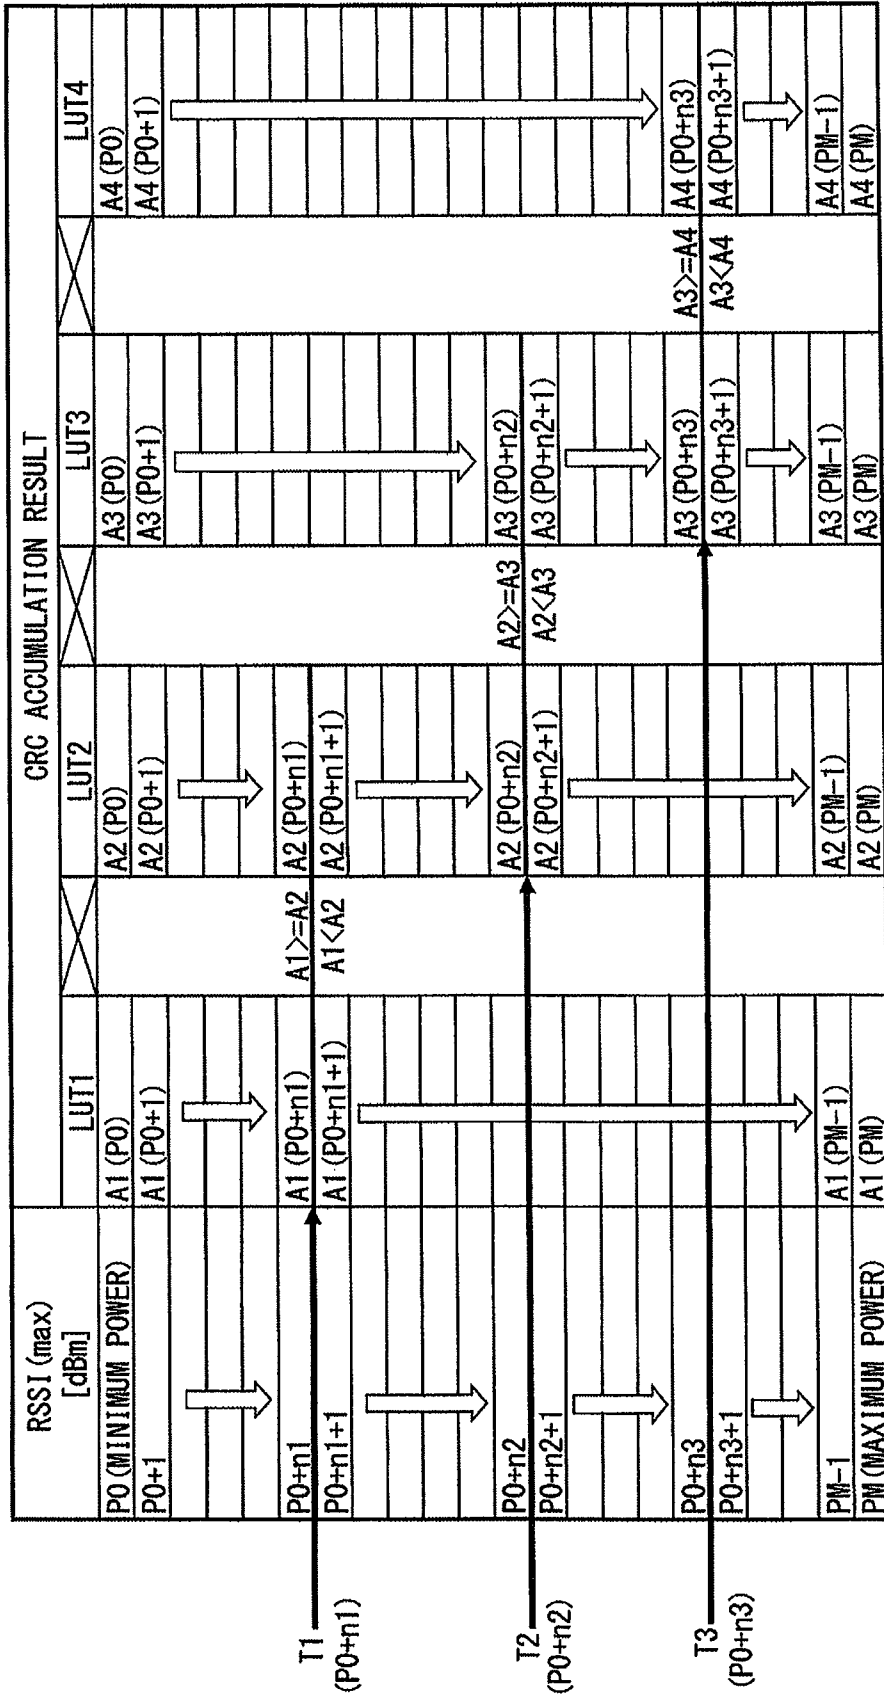 RSSI(max)
[dBm]
CRC ACCUMULATION RESULT
LUT1
LUT2
LUT3
LUT4
P0(MINIMUM POWER)
A1(P0)
A2(P0)
A3(P0)
A4(P0)
P0+1
A1(P0+1)
A2(P0+1)
A3(P0+1)
A4(P0+1)
P0+n1
A1(P0+n1)
A1>=A2
A2(P0+n1)
T1
(P0+n1)
P0+n1+1
A1(P0+n1+1)
A1<A2
A2(P0+n1+1)
P0+n2
A2(P0+n2)
A2>=A3
A3(P0+n2)
T2
(P0+n2)
P0+n2+1
A2(P0+n2+1)
A2<A3
A3(P0+n2+1)
P0+n3
A3(P0+n3)
A3>=A4
A4(P0+n3)
T3
(P0+n3)
P0+n3+1
A3(P0+n3+1)
A3<A4
A4(P0+n3+1)
PM-1
A1(PM-1)
A2(PM-1)
A3(PM-1)
A4(PM-1)
PM(MAXIMUM POWER)
A1(PM)
A2(PM)
A3(PM)
A4(PM)